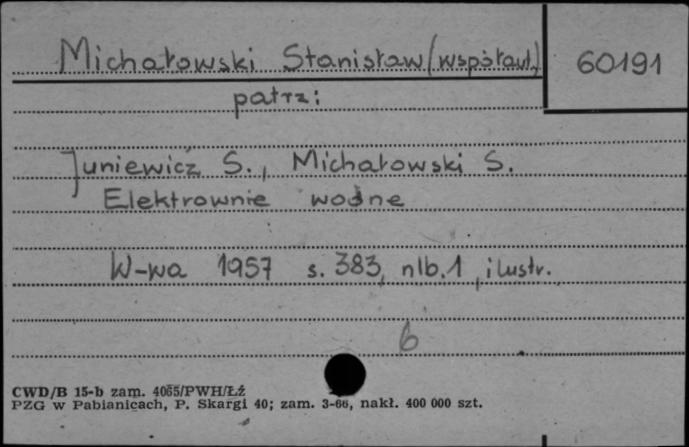 Michałowski Stanisław (współaut.) 60191
patrz:
Juniewicz S., Michałowski S.
Elektrownie wodne
W-wa 1957 s. 383, nlb. 1, ilustr.
6
CWD/B 15-b zam. 4065/PWH/Łź
PZG w Pabianicach, P. Skargi 40; zam. 3-66, nakł. 400 000 szt.